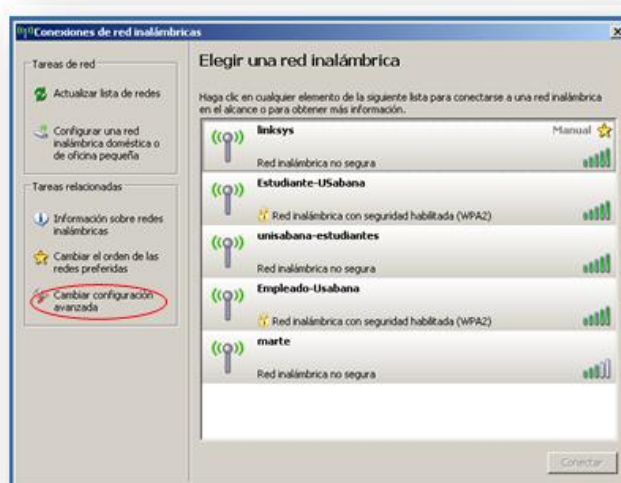 Conexiones de red inalámbricas
Tareas de red
Actualizar lista de redes
Configurar una red
inalámbrica doméstica o
de oficina pequeña
Tareas relacionadas
Información sobre redes
inalámbricas
Cambiar el orden de las
redes preferidas
Cambiar configuración
avanzada
Elegir una red inalámbrica
Haga clic en cualquier elemento de la siguiente lista para conectarse a una red inalámbrica
en el alcance o para obtener más información.
linksys Manual
Red inalámbrica no segura
Estudiante-USabana
Red inalámbrica con seguridad habilitada (WPA2)
unisabana-estudiantes
Red inalámbrica no segura
Empleado-Usabana
Red inalámbrica con seguridad habilitada (WPA2)
marte
Red inalámbrica no segura
Conectar